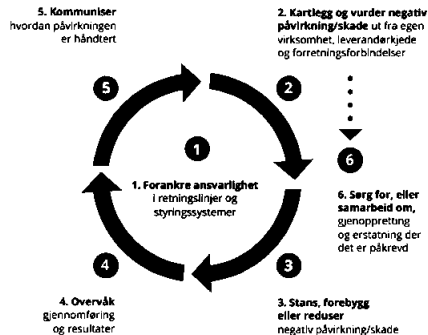 5. Kommuniser
hvordan påvirkningen
er håndtert
2. Kartlegg og vurder negativ
påvirkning/skade ut fra egen
virksomhet, leverandørkjede
og forretningsforbindelser
5
2
1
6
1. Forankre ansvarlighet
i retningslinjer og
styringssystemer
6. Sørg for, eller
samarbeid om,
gjenoppretting
og erstatning der
det er påkrevd
4
3
4. Overvåk
gjennomføring
og resultater
3. Stans, forebygg
eller reduser
negativ påvirkning/skade